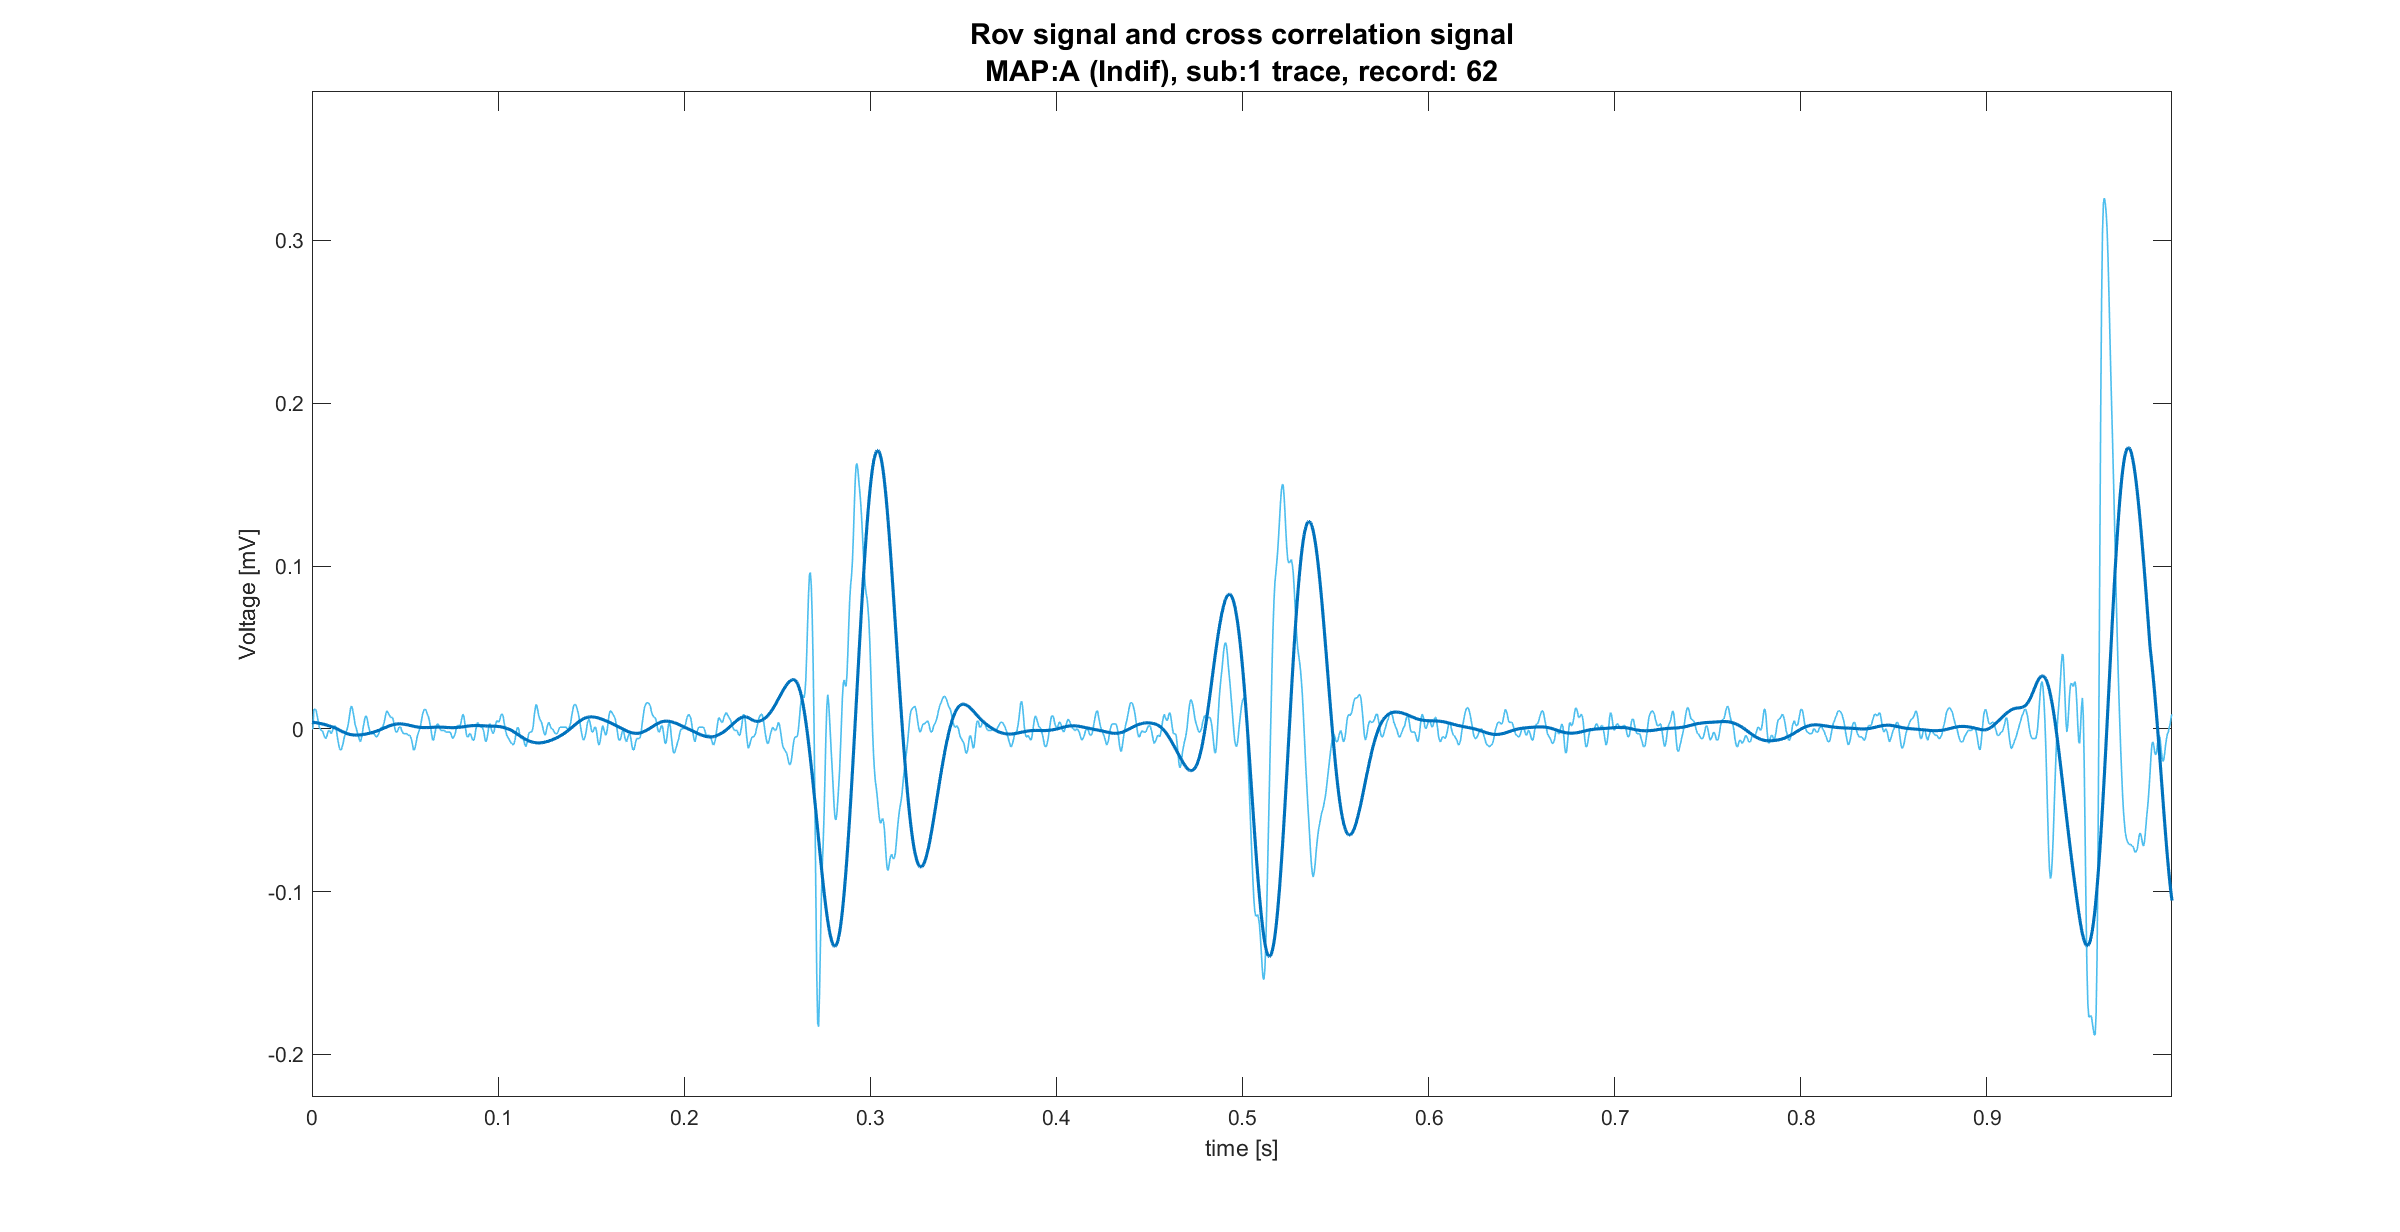 Rov signal and cross correlation signal
MAP:A (Indif), sub:1 trace, record: 62
Voltage [mV]
0.3
0.2
0.1
0
-0.1
-0.2
0 0.1 0.2 0.3 0.4 0.5 0.6 0.7 0.8 0.9
time [s]